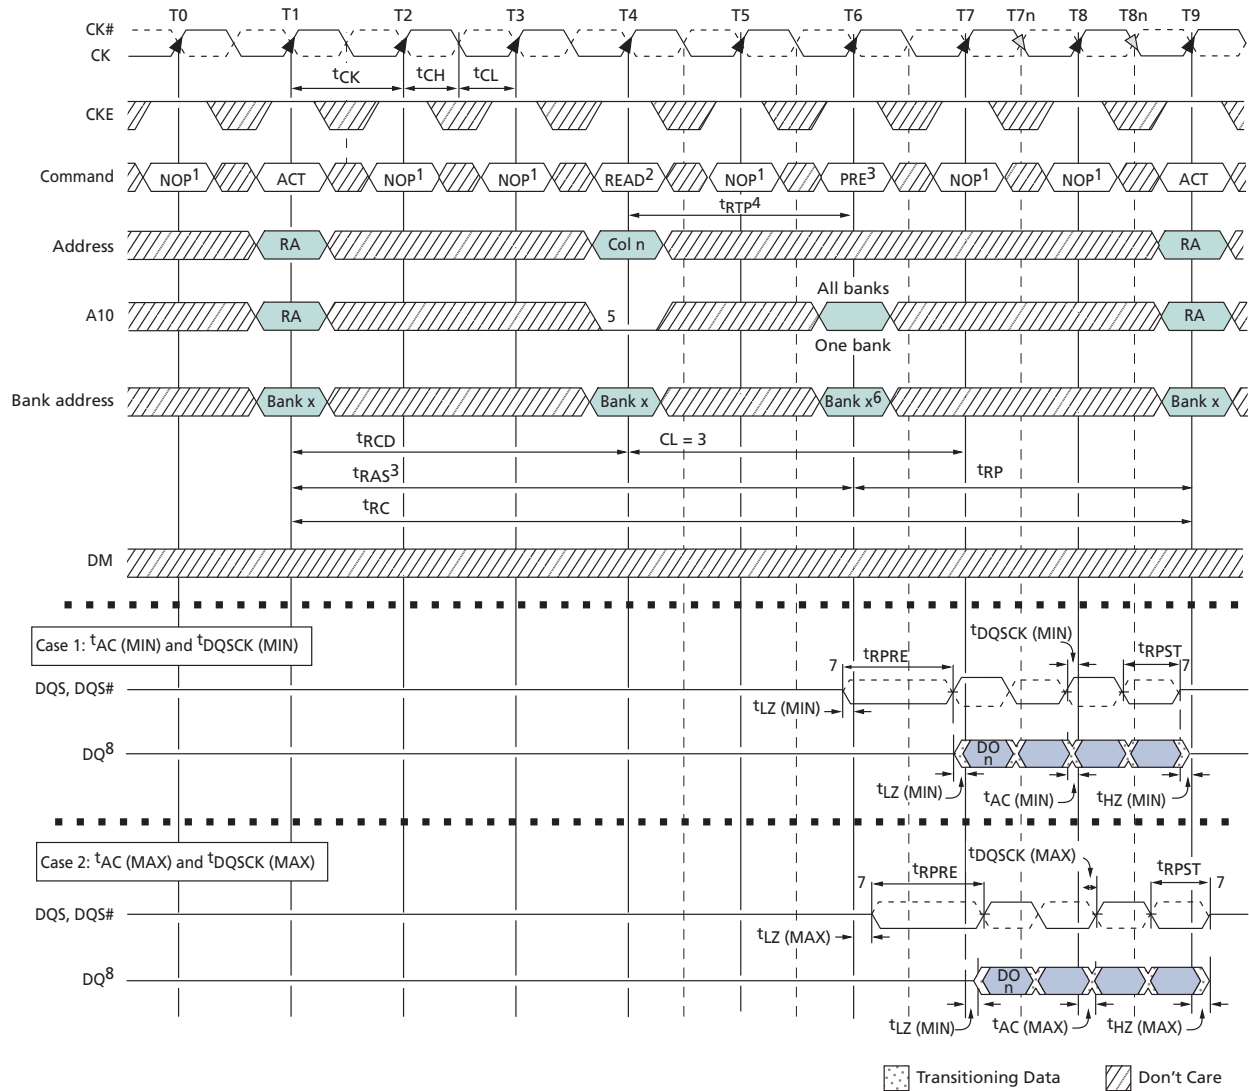 T0 T1 T2 T3 T4 T5 T6 T7 T7n T8 T8n T9
CK#
CK
tCK tCH tCL
CKE
Command NOP1 ACT NOP1 NOP1 READ2 NOP1 PRE3 NOP1 NOP1 ACT
tRTP4
Address RA Col n RA
All banks
A10 RA 5 RA
One bank
Bank address Bank x Bank x Bank x6 Bank x
tRCD CL = 3
tRAS3 tRP
tRC
DM
Case 1: tAC (MIN) and tDQSCK (MIN)
tDQSCK (MIN)
7 tRPRE tRPST 7
DQS, DQS#
tLZ (MIN)
DQ8 DO n
tLZ (MIN) tAC (MIN) tHZ (MIN)
Case 2: tAC (MAX) and tDQSCK (MAX)
tDQSCK (MAX)
7 tRPRE tRPST 7
DQS, DQS#
tLZ (MAX)
DQ8 DO n
tLZ (MIN) tAC (MAX) tHZ (MAX)
Transitioning Data Don't Care